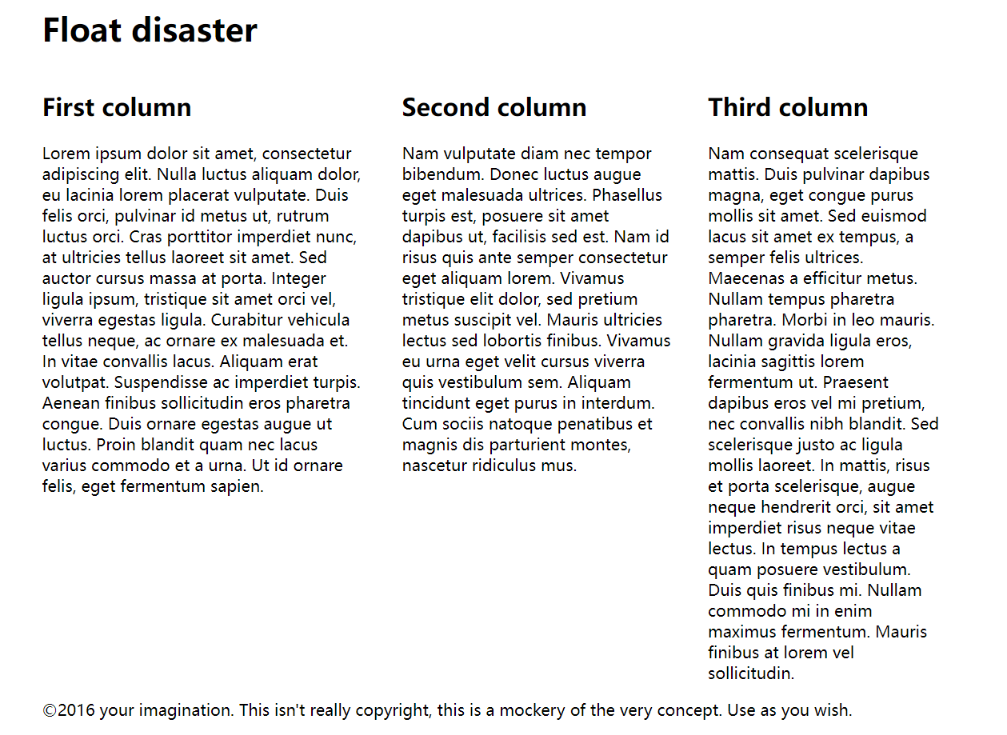 Float disaster
First column
Lorem ipsum dolor sit amet, consectetur
adipiscing elit. Nulla luctus aliquam dolor,
eu lacinia lorem placerat vulputate. Duis
felis orci, pulvinar id metus ut, rutrum
luctus orci. Cras porttitor imperdiet nunc,
at ultricies tellus laoreet sit amet. Sed
auctor cursus massa at porta. Integer
ligula ipsum, tristique sit amet orci vel,
viverra egestas ligula. Curabitur vehicula
tellus neque, ac ornare ex malesuada et.
In vitae convallis lacus. Aliquam erat
volutpat. Suspendisse ac imperdiet turpis.
Aenean finibus sollicitudin eros pharetra
congue. Duis ornare egestas augue ut
luctus. Proin blandit quam nec lacus
varius commodo et a urna. Ut id ornare
felis, eget fermentum sapien.
Second column
Nam vulputate diam nec tempor
bibendum. Donec luctus augue
eget malesuada ultrices. Phasellus
turpis est, posuere sit amet
dapibus ut, facilisis sed est. Nam id
risus quis ante semper consectetur
eget aliquam lorem. Vivamus
tristique elit dolor, sed pretium
metus suscipit vel. Mauris ultricies
lectus sed lobortis finibus. Vivamus
eu urna eget velit cursus viverra
quis vestibulum sem. Aliquam
tincidunt eget purus in interdum.
Cum sociis natoque penatibus et
magnis dis parturient montes,
nascetur ridiculus mus.
Third column
Nam consequat scelerisque
mattis. Duis pulvinar dapibus
magna, eget congue purus
mollis sit amet. Sed euismod
lacus sit amet ex tempus, a
semper felis ultrices.
Maecenas a efficitur metus.
Nullam tempus pharetra
pharetra. Morbi in leo mauris.
Nullam gravida ligula eros,
lacinia sagittis lorem
fermentum ut. Praesent
dapibus eros vel mi pretium,
nec convallis nibh blandit. Sed
scelerisque justo ac ligula
mollis laoreet. In mattis, risus
et porta scelerisque, augue
neque hendrerit orci, sit amet
imperdiet risus neque vitae
lectus. In tempus lectus a
quam posuere vestibulum.
Duis quis finibus mi. Nullam
commodo mi in enim
maximus fermentum. Mauris
finibus at lorem vel
sollicitudin.
©2016 your imagination. This isn't really copyright, this is a mockery of the very concept. Use as you wish.